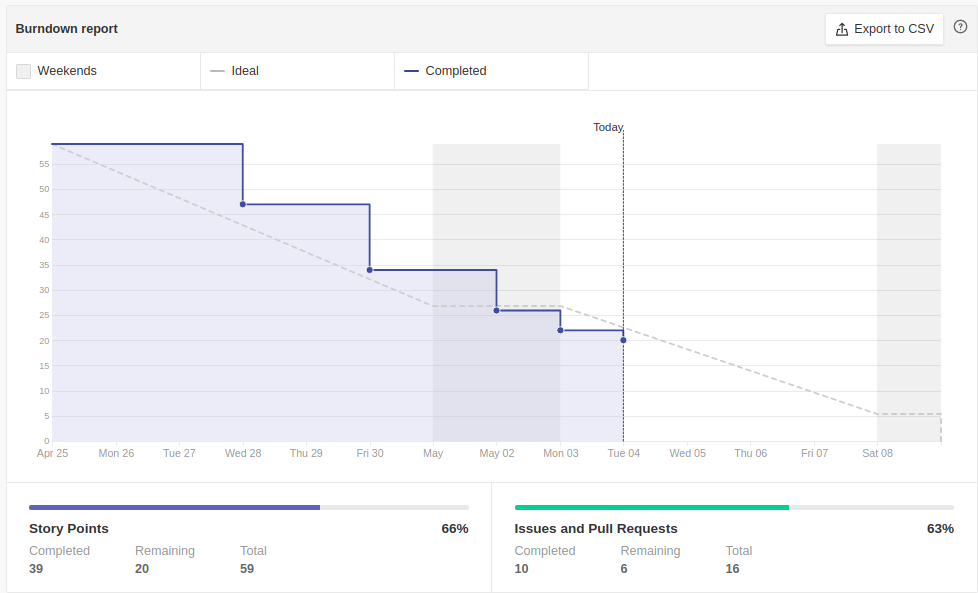 Burndown report
Export to CSV
Weekends
Ideal
Completed
Today
55
50
45
40
35
30
25
20
15
10
5
0
Apr 25 Mon 26 Tue 27 Wed 28 Thu 29 Fri 30 May May 02 Mon 03 Tue 04 Wed 05 Thu 06 Fri 07 Sat 08
Story Points 66%
Completed Remaining Total
39 20 59
Issues and Pull Requests 63%
Completed Remaining Total
10 6 16